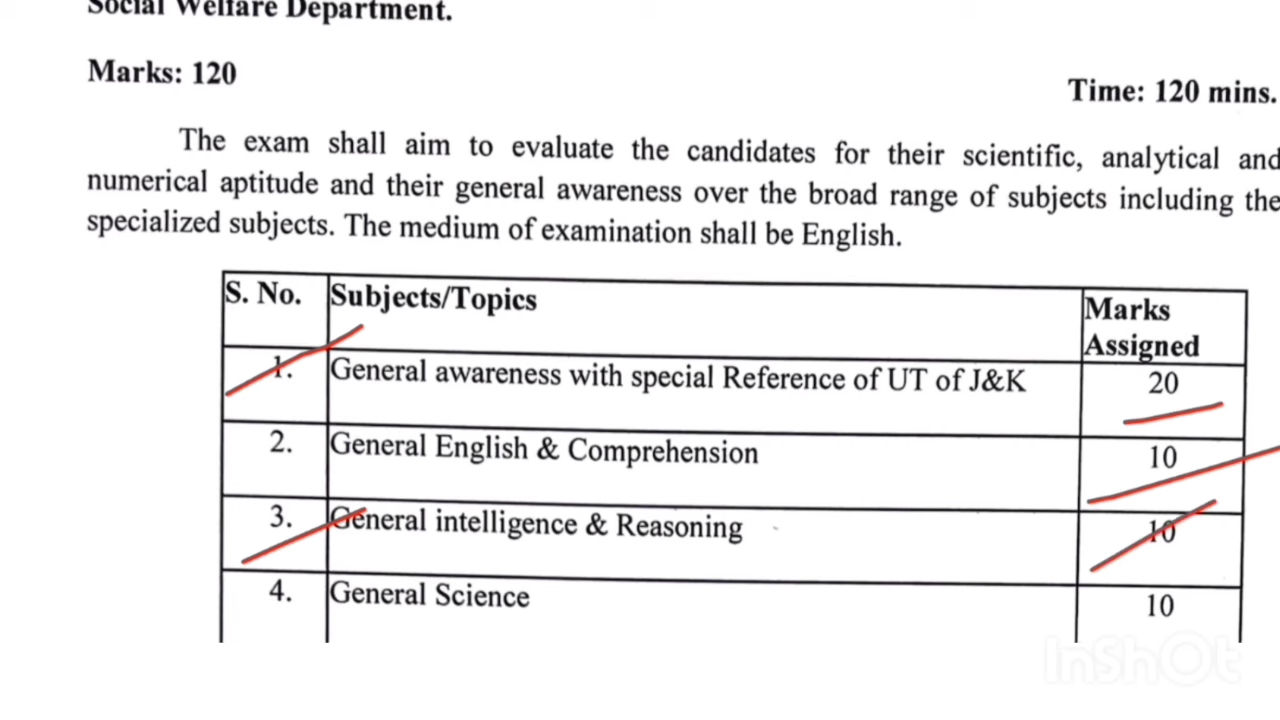 Social Welfare Department.
Marks: 120
Time: 120 mins.
The exam shall aim to evaluate the candidates for their scientific, analytical and
numerical aptitude and their general awareness over the broad range of subjects including the
specialized subjects. The medium of examination shall be English.
S. No. Subjects/Topics Marks
Assigned
1. General awareness with special Reference of UT of J&K 20
2. General English & Comprehension 10
3. General intelligence & Reasoning 10
4. General Science 10
InShOt